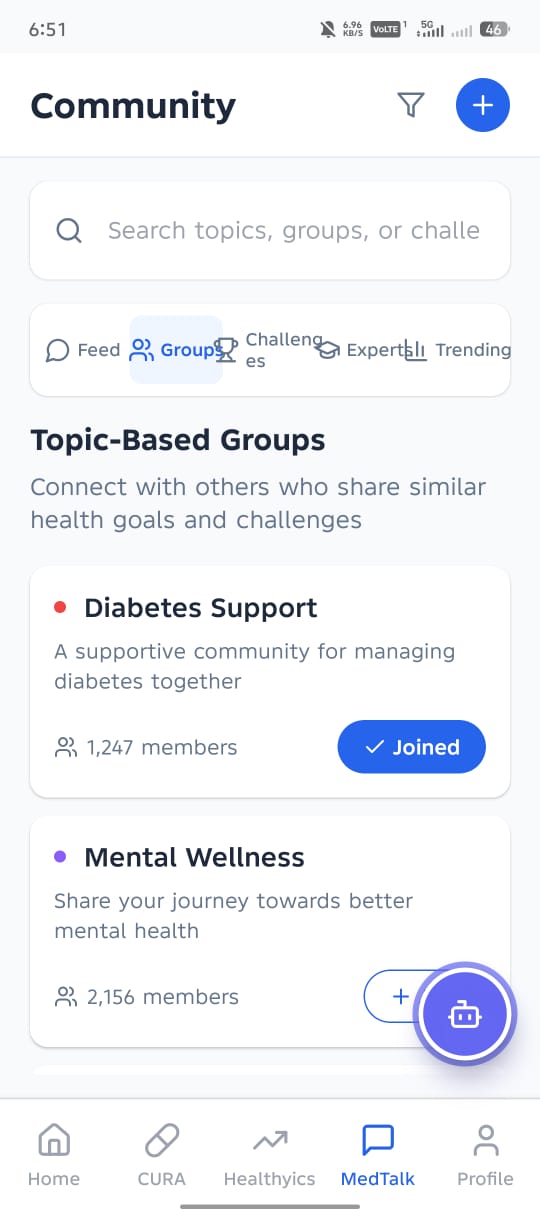 6:51
6.96
KB/S
VoLTE 1
5G
46
Community
Search topics, groups, or challe
Feed
Groups
Challeng
es
Experts
Trending
Topic-Based Groups
Connect with others who share similar
health goals and challenges
Diabetes Support
A supportive community for managing
diabetes together
1,247 members
Joined
Mental Wellness
Share your journey towards better
mental health
2,156 members
Home
CURA
Healthyics
MedTalk
Profile